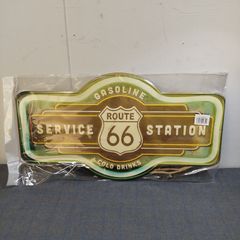 GASOLINE
ROUTE
SERVICE 66 STATION
& COLD DRINKS